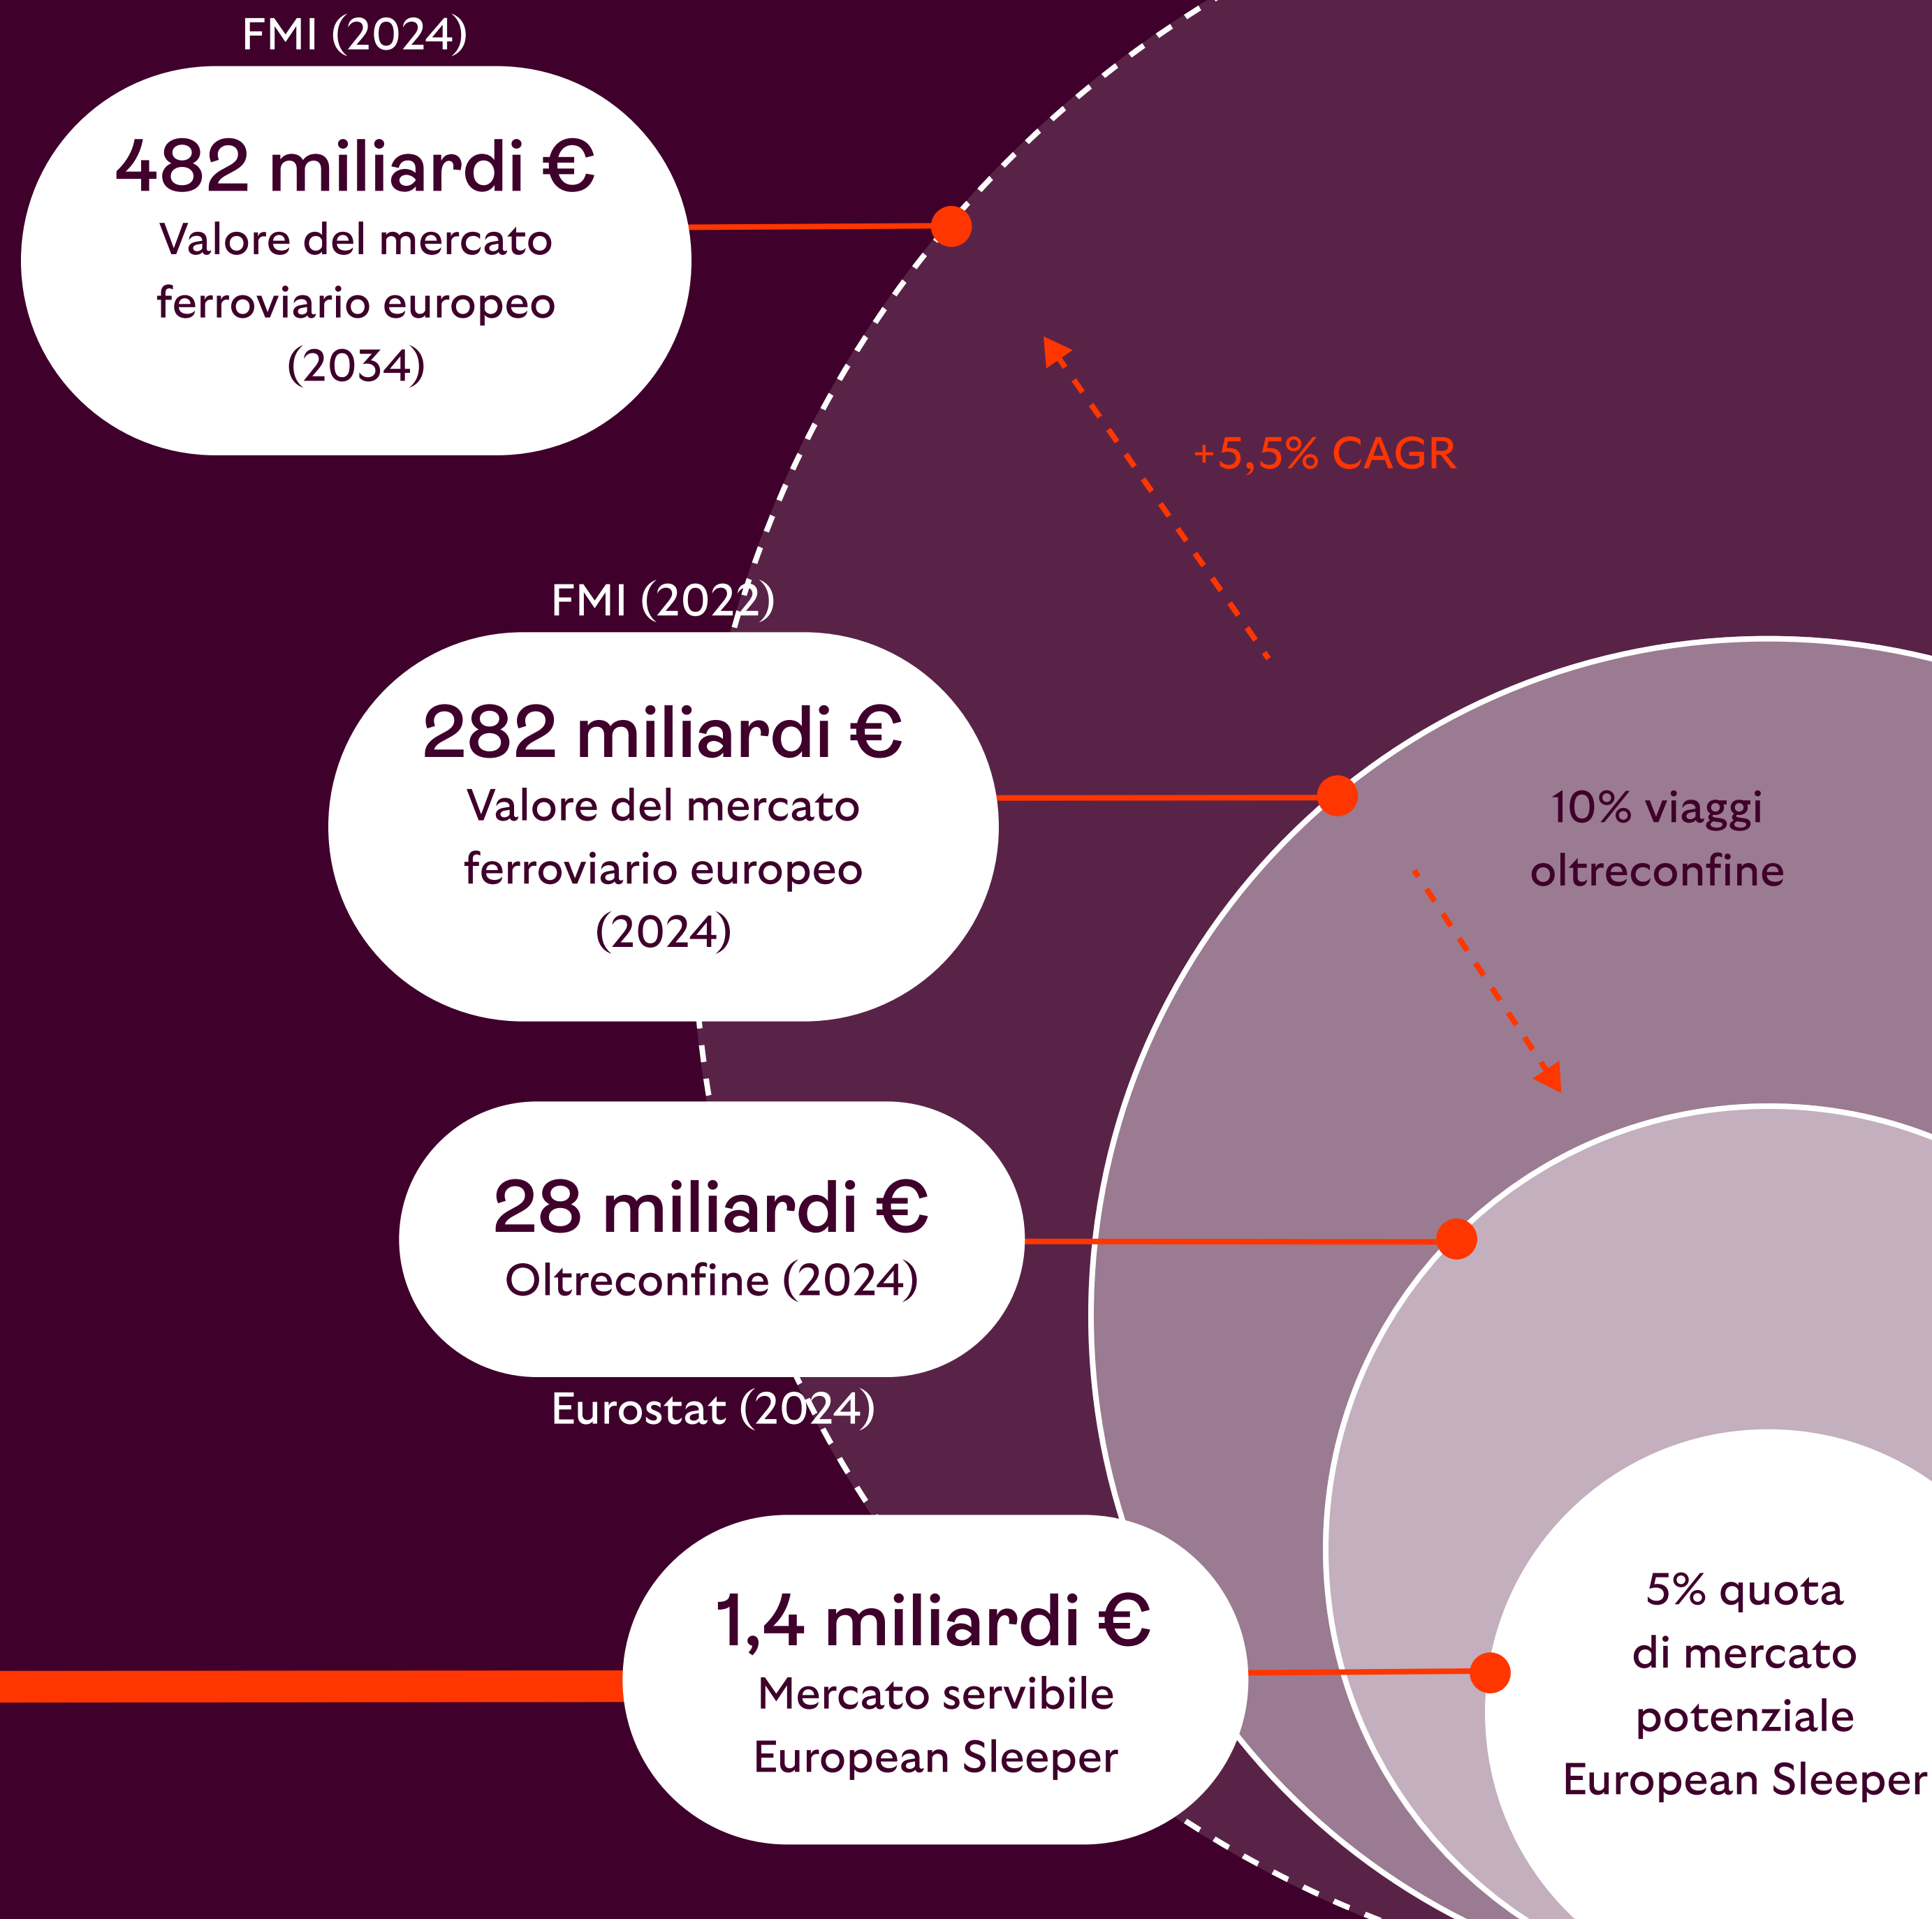 FMI (2024)
482 miliardi €
Valore del mercato
ferroviario europeo
(2034)
+5,5% CAGR
FMI (2022)
282 miliardi €
Valore del mercato
ferroviario europeo
(2024)
10% viaggi
oltreconfine
28 miliardi €
Oltreconfine (2024)
Eurostat (2024)
1,4 miliardi €
Mercato servibile
European Sleeper
5% quota
di mercato
potenziale
European Sleeper